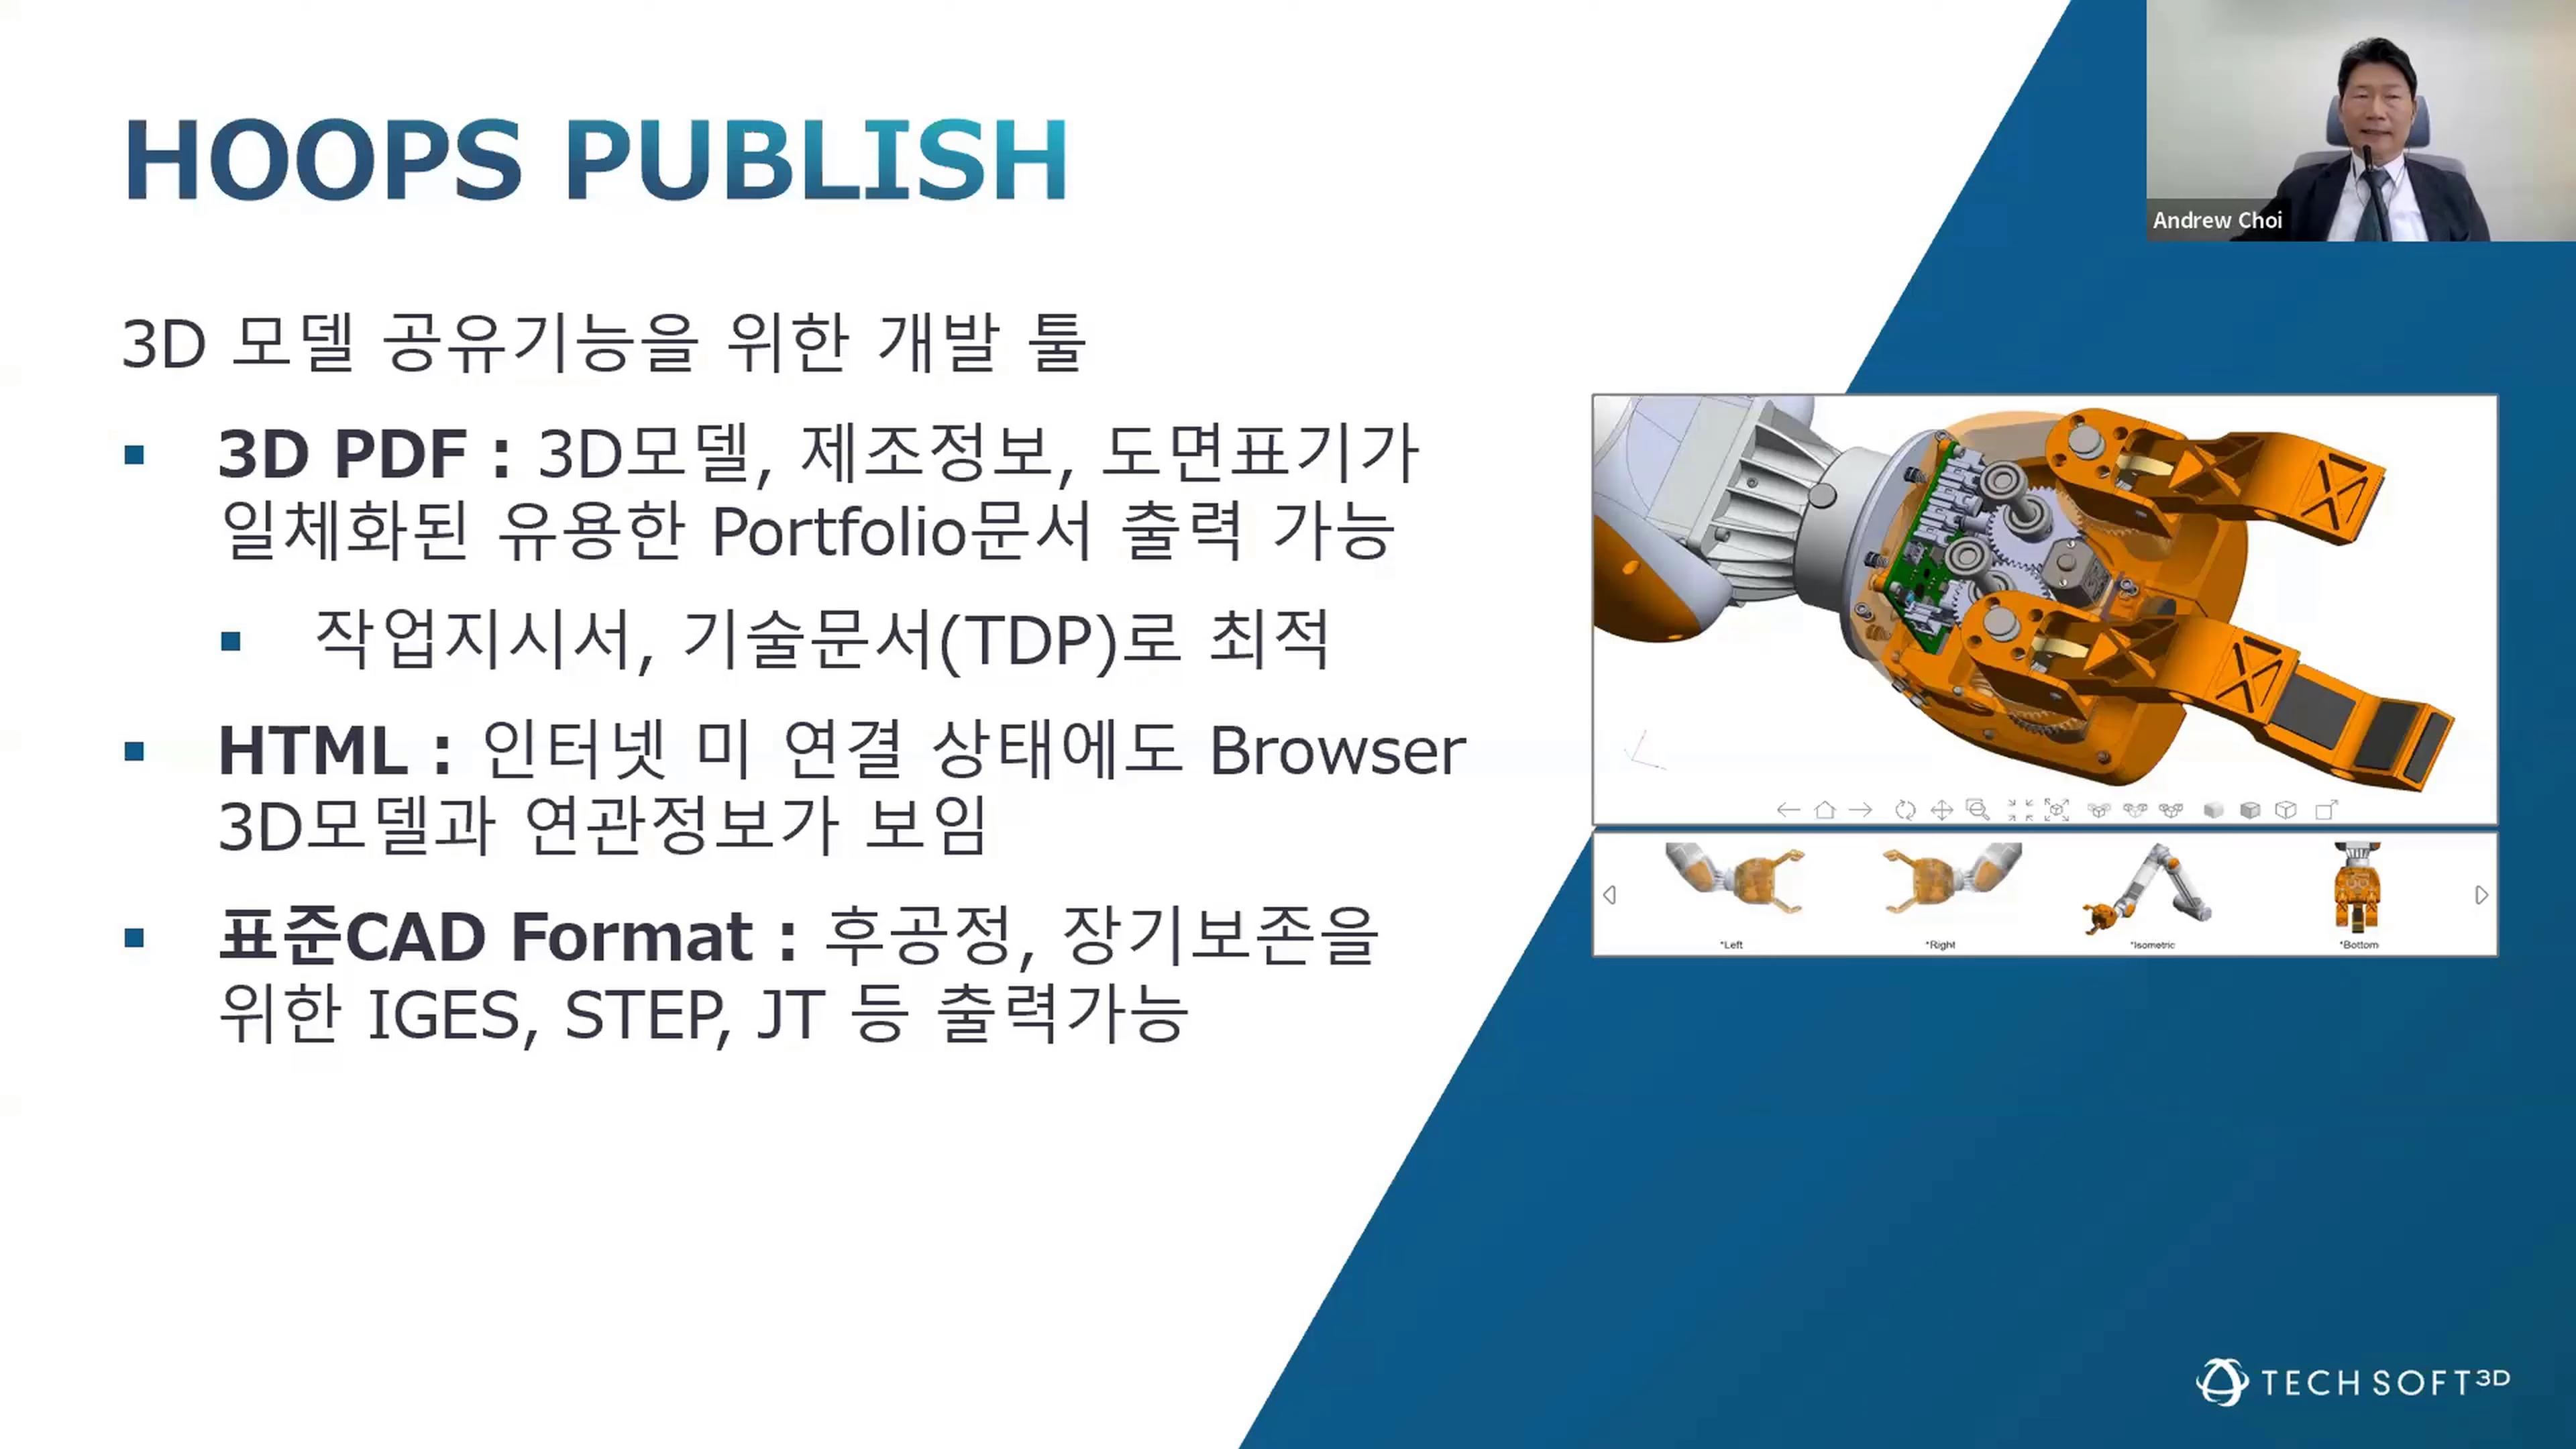 HOOPS PUBLISH
Andrew Choi
3D 모델 공유기능을 위한 개발 툴
▪ 3D PDF : 3D모델, 제조정보, 도면표기가
일체화된 유용한 Portfolio문서 출력 가능
▪ 작업지시서, 기술문서(TDP)로 최적
▪ HTML : 인터넷 미 연결 상태에도 Browser
3D모델과 연관정보가 보임
▪ 표준CAD Format : 후공정, 장기보존을
위한 IGES, STEP, JT 등 출력가능
*Left
*Right
*Isometric
*Bottom
TECH SOFT 3D